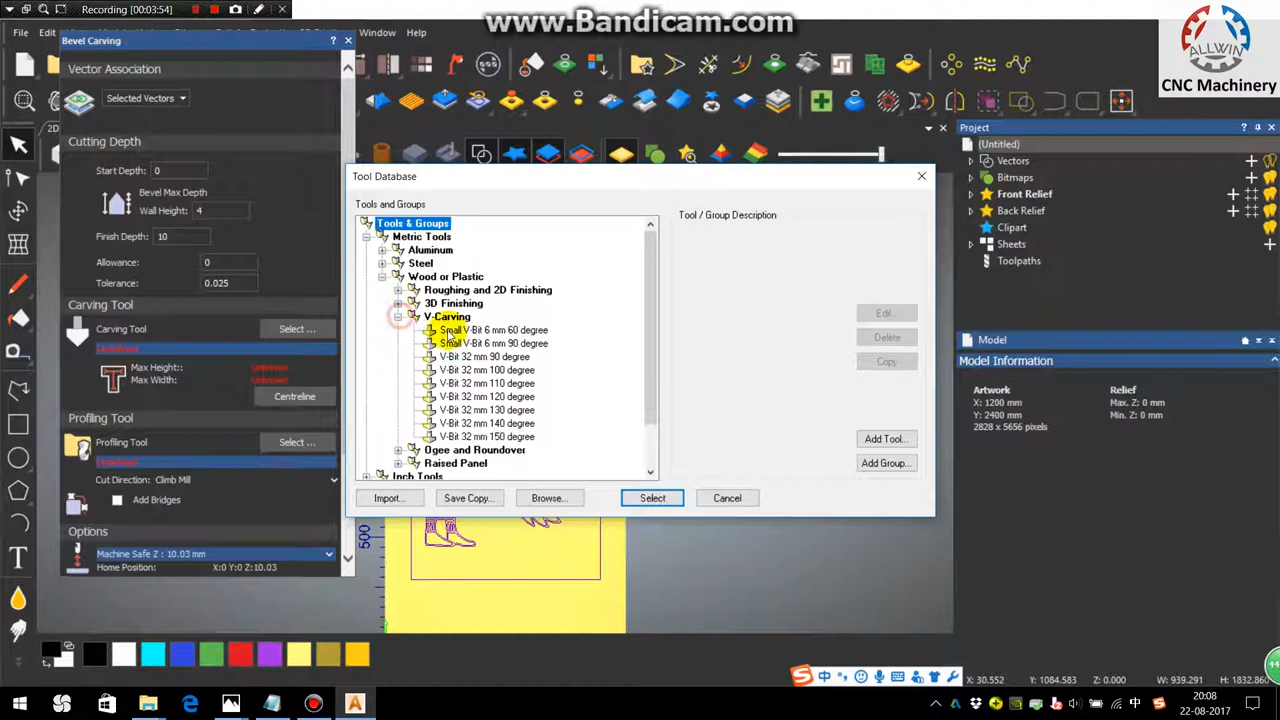 Recording [00:03:54]
www.Bandicam.com
ALLWIN
CNC Machinery
File
Window
Bevel Carving
? ×
Vector Association
Selected Vectors
Cutting Depth
Start Depth: 0
Bevel Max Depth
Wall Height: 4
Finish Depth: 10
Allowance: 0
Tolerance: 0.025
Carving Tool
Carving Tool
Select ...
Max Height:
Max Width:
Centreline
Profiling Tool
Profiling Tool
Select ...
Cut Direction: Climb Mill
Add Bridges
Options
Machine Safe Z : 10.03 mm
Home Position: X:0 Y:0 Z:10.03
Tool Database
Tools and Groups
Tools & Groups
Metric Tools
Aluminum
Steel
Wood or Plastic
Roughing and 2D Finishing
3D Finishing
V-Carving
Small V-Bit 6 mm 60 degree
Small V-Bit 6 mm 90 degree
V-Bit 32 mm 90 degree
V-Bit 32 mm 100 degree
V-Bit 32 mm 110 degree
V-Bit 32 mm 120 degree
V-Bit 32 mm 130 degree
V-Bit 32 mm 140 degree
V-Bit 32 mm 150 degree
Ogee and Roundover
Raised Panel
Inch Tools
Tool / Group Description
Edit...
Delete
Copy
Add Tool...
Add Group...
Import...
Save Copy...
Browse...
Select
Cancel
500
Project
(Untitled)
Vectors
Bitmaps
Front Relief
Back Relief
Clipart
Sheets
Toolpaths
Model
Model Information
Artwork
X: 1200 mm
Y: 2400 mm
2828 x 5656 pixels
Relief
Max. Z: 0 mm
Min. Z: 0 mm
中
44
X: 30.552
Y: 1084.583
Z: 0.000
W: 939.291
H: 1832.860
中
20:08
22-08-2017